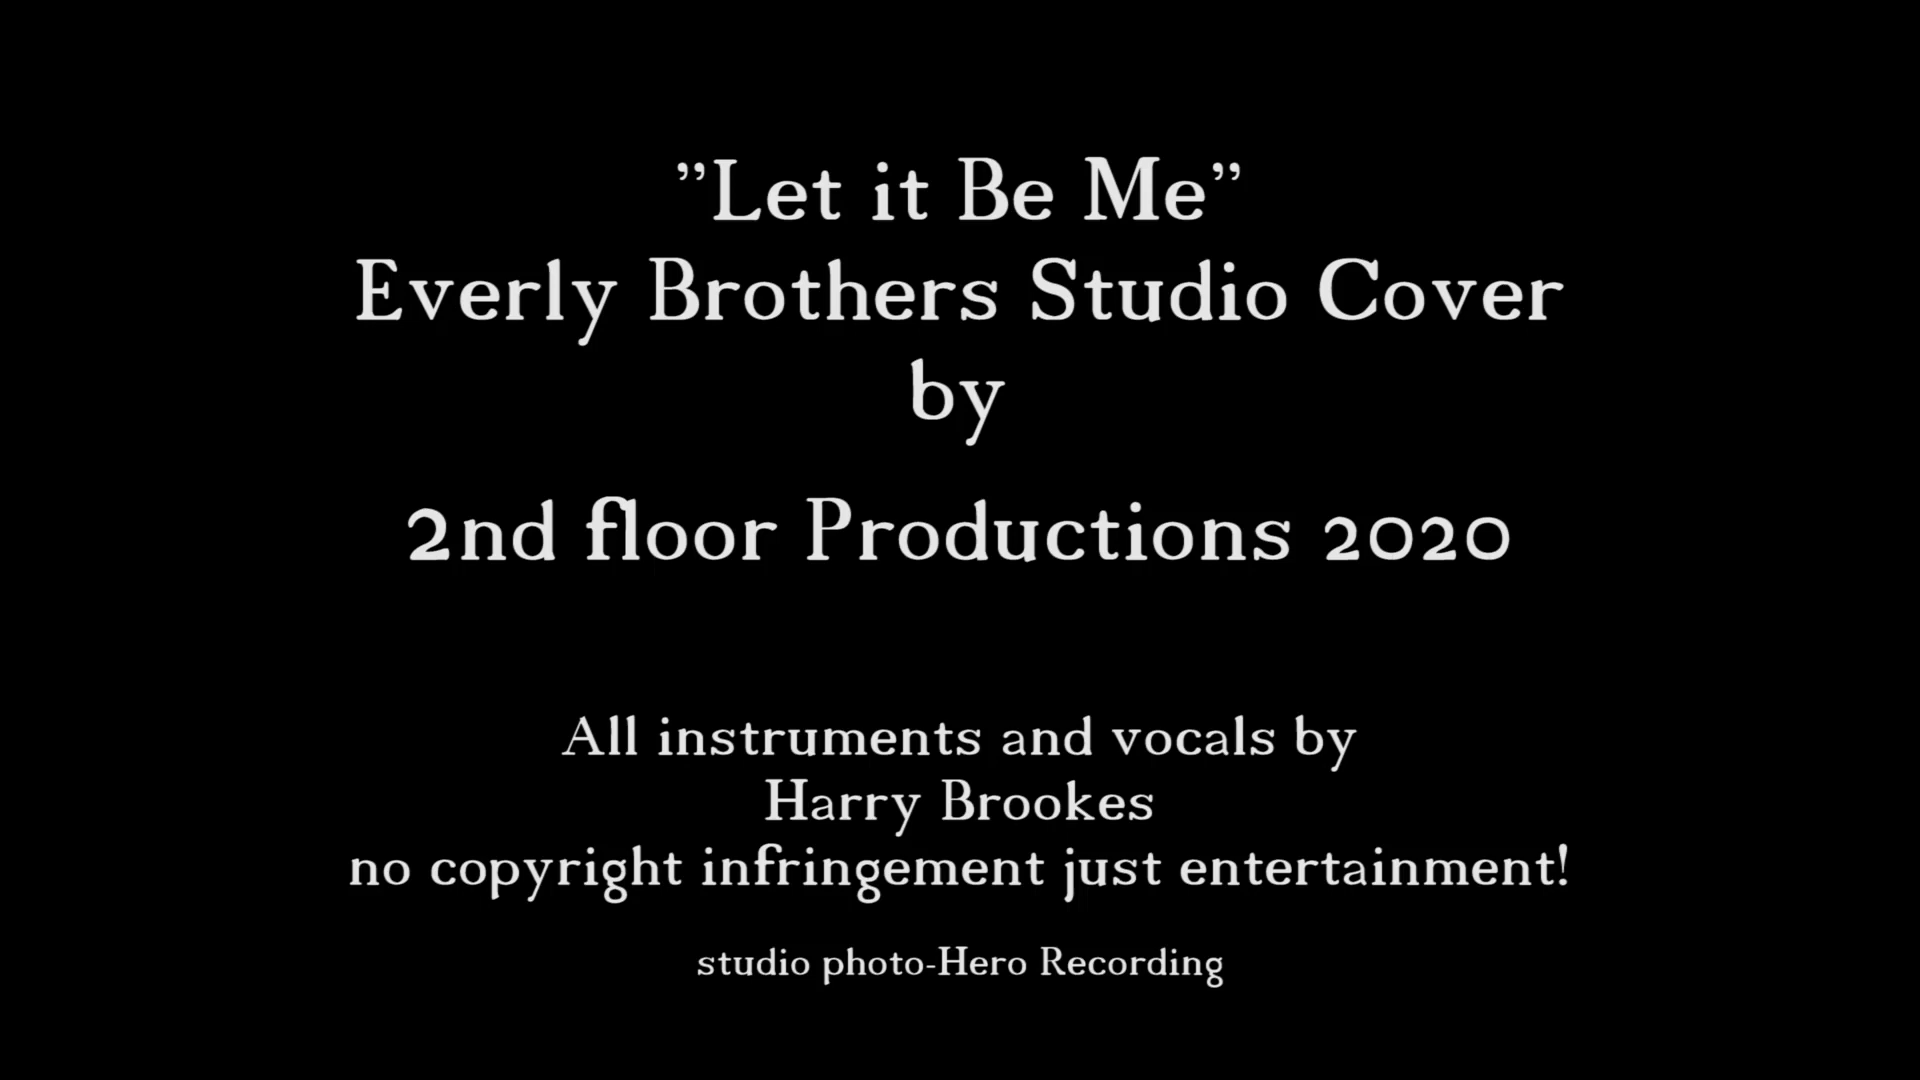 ”Let it Be Me”
Everly Brothers Studio Cover
by
2nd floor Productions 2020
All instruments and vocals by
Harry Brookes
no copyright infringement just entertainment!
studio photo-Hero Recording